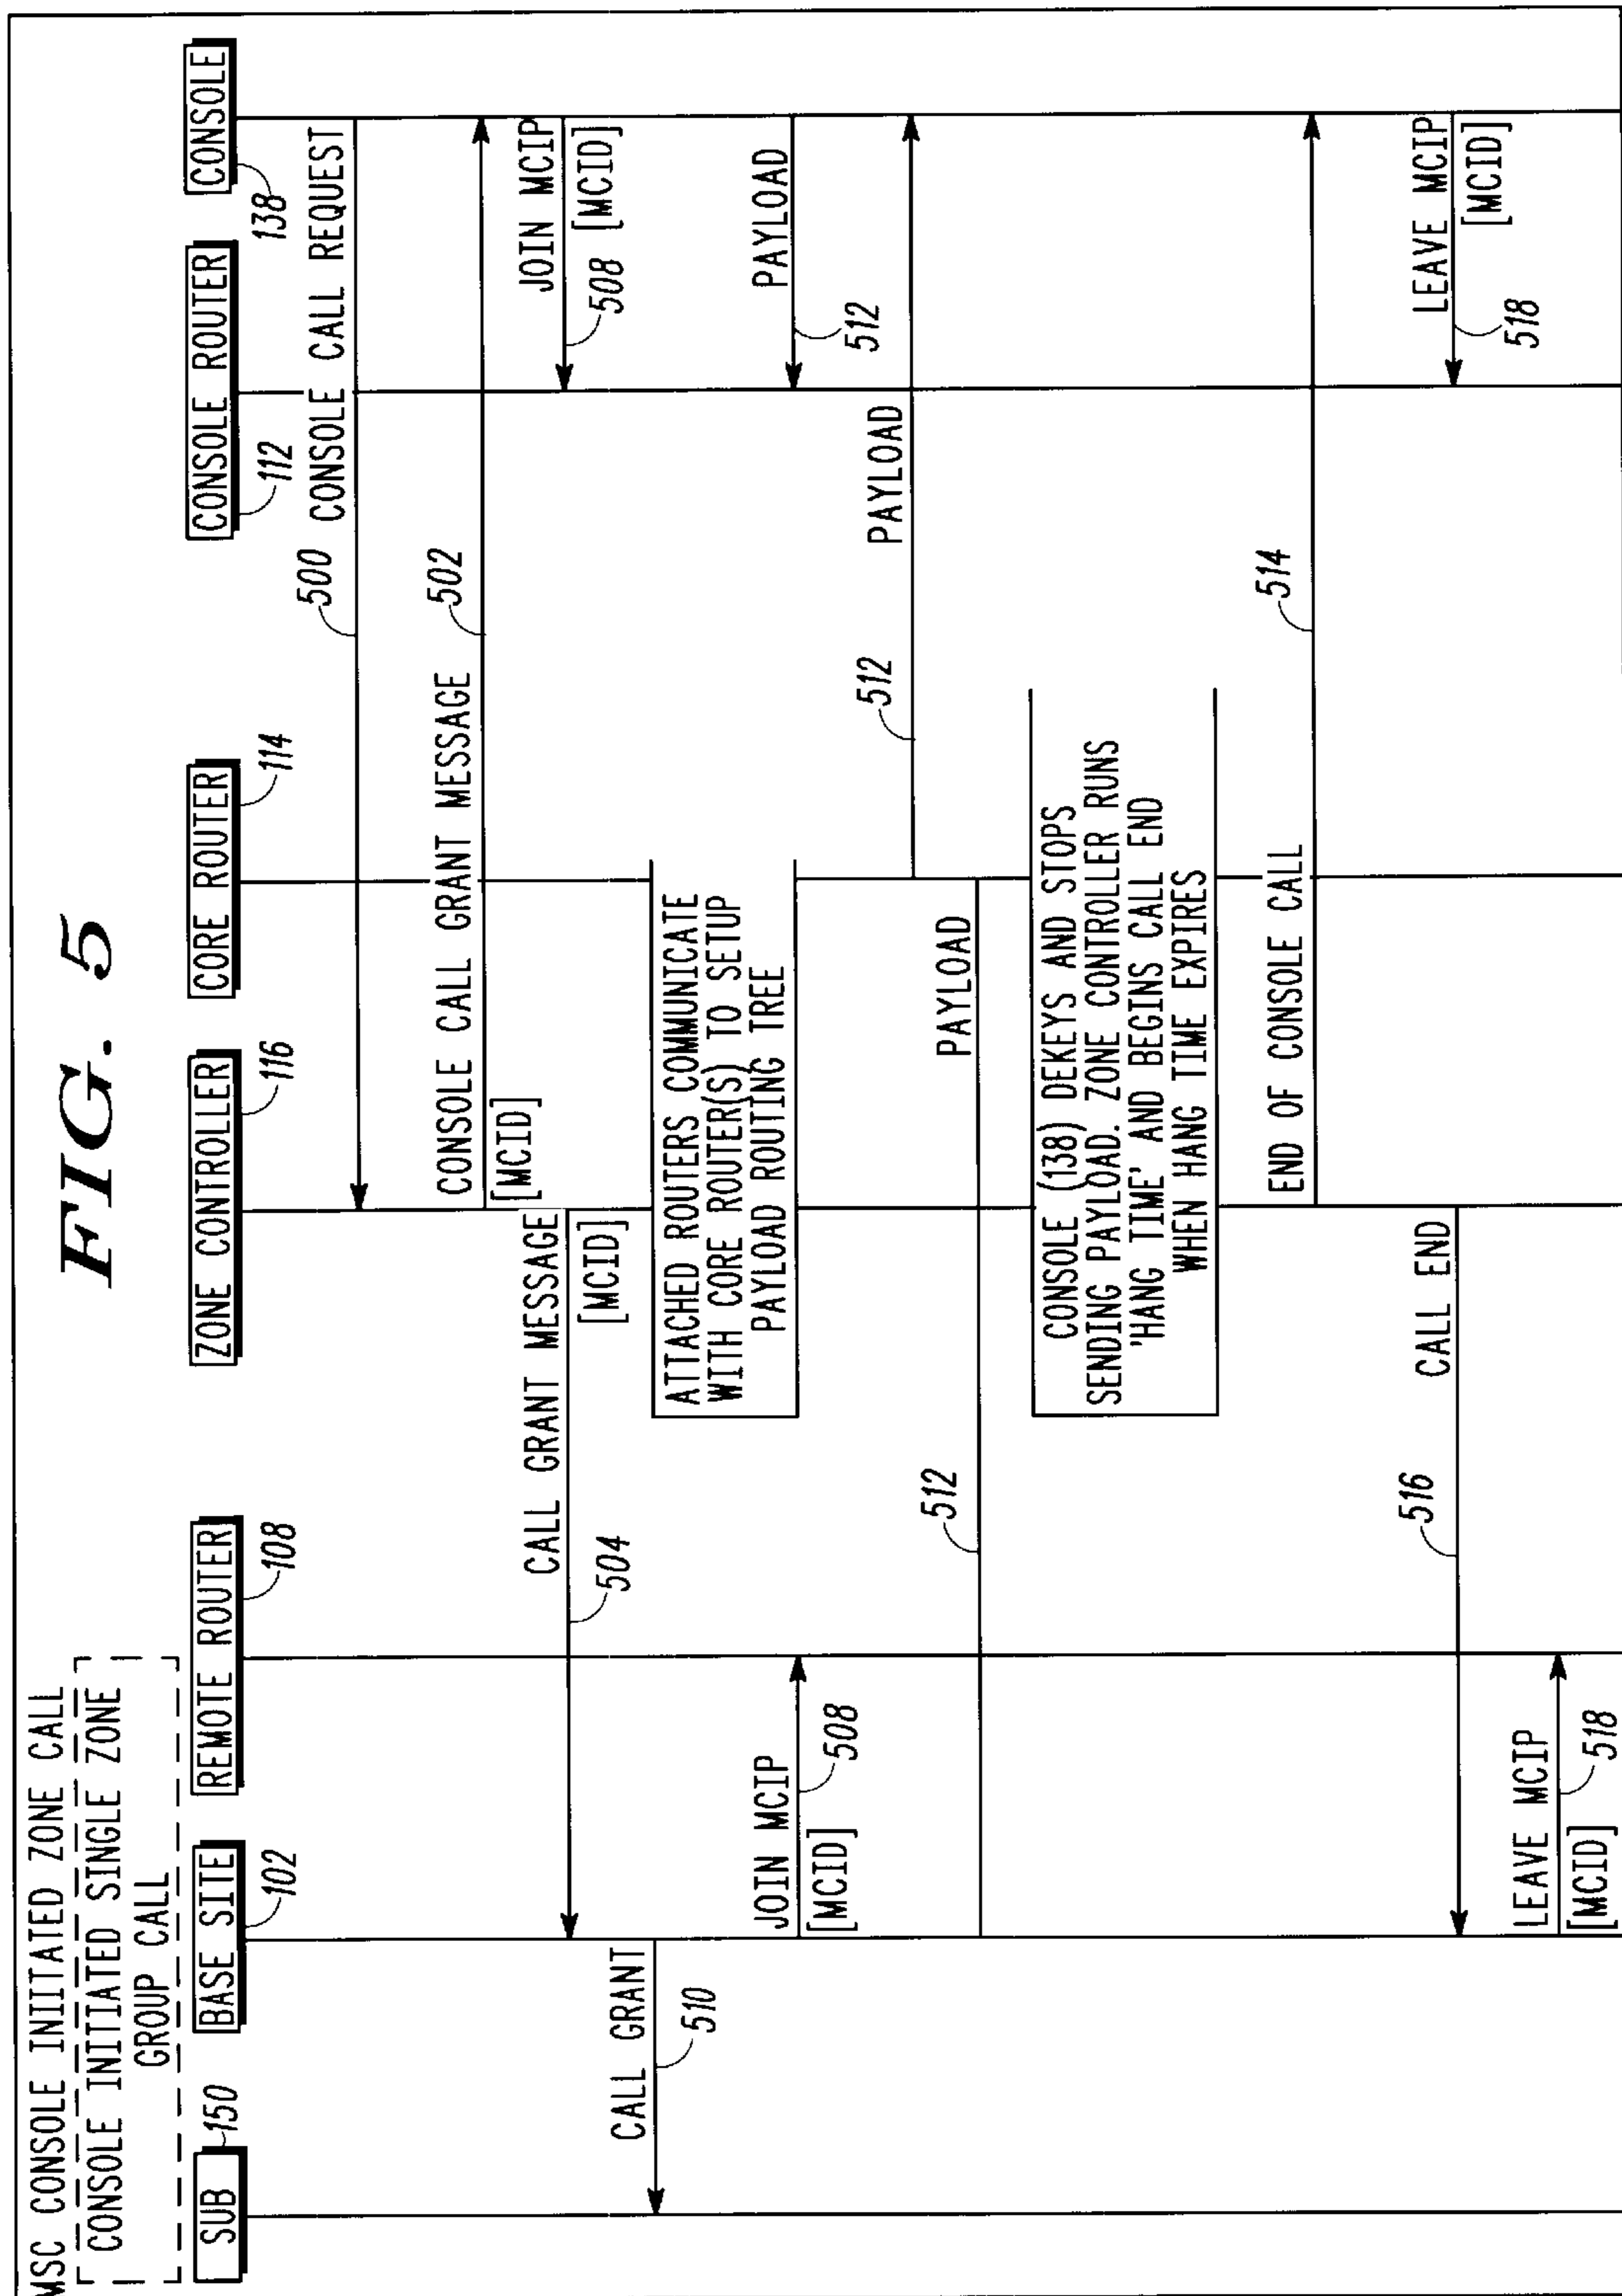 FIG. 5
MSC CONSOLE INIITATED ZONE CALL
CONSOLE INITIATED SINGLE ZONE
GROUP CALL
SUB
150
BASE SITE
102
REMOTE ROUTER
108
ZONE CONTROLLER
116
CORE ROUTER
114
CONSOLE ROUTER
112
CONSOLE
138
500
CONSOLE CALL REQUEST
CONSOLE CALL GRANT MESSAGE
502
[MCID]
CALL GRANT MESSAGE
504
[MCID]
JOIN MCIP
508
[MCID]
CALL GRANT
510
ATTACHED ROUTERS COMMUNICATE
WITH CORE ROUTER(S) TO SETUP
PAYLOAD ROUTING TREE
JOIN MCIP
508
[MCID]
PAYLOAD
512
512
PAYLOAD
512
PAYLOAD
CONSOLE (138) DEKEYS AND STOPS
SENDING PAYLOAD. ZONE CONTROLLER RUNS
'HANG TIME' AND BEGINS CALL END
WHEN HANG TIME EXPIRES
END OF CONSOLE CALL
514
516
CALL END
LEAVE MCIP
[MCID]
518
LEAVE MCIP
[MCID]
518